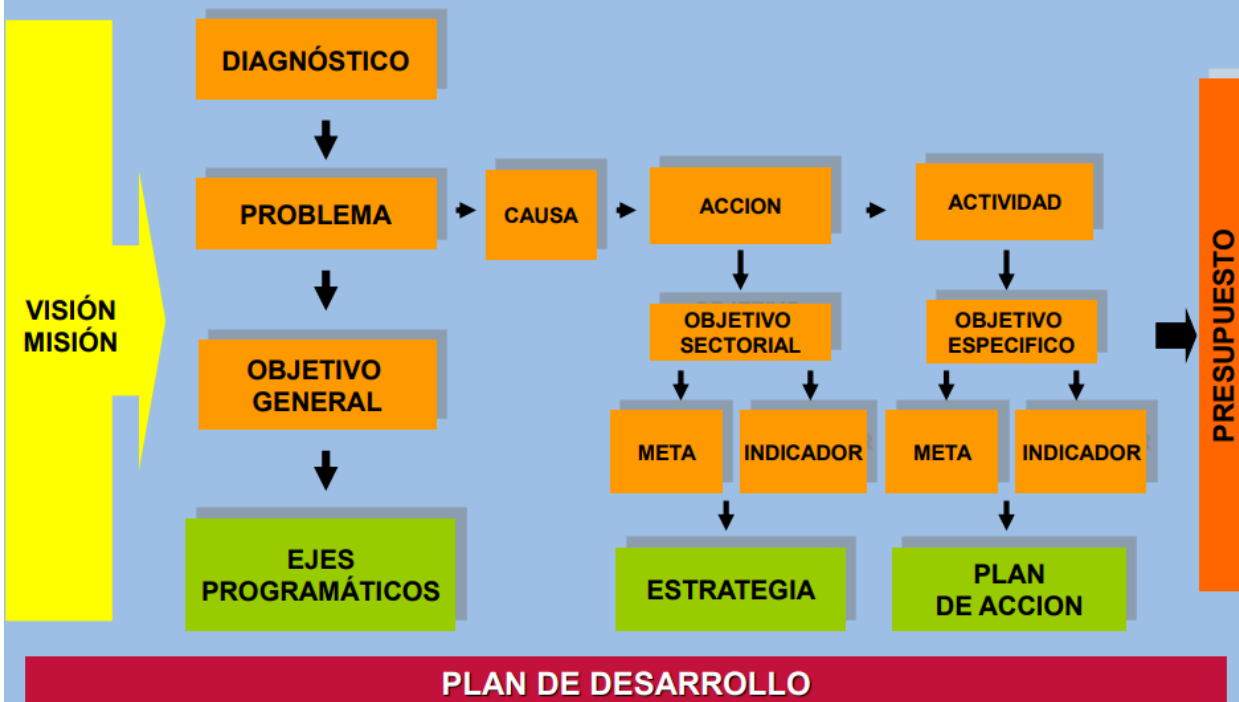 VISIÓN
MISIÓN
DIAGNÓSTICO
PROBLEMA
CAUSA
ACCION
ACTIVIDAD
OBJETIVO
GENERAL
OBJETIVO
SECTORIAL
OBJETIVO
ESPECIFICO
META
INDICADOR
META
INDICADOR
EJES
PROGRAMÁTICOS
ESTRATEGIA
PLAN
DE ACCION
PRESUPUESTO
PLAN DE DESARROLLO